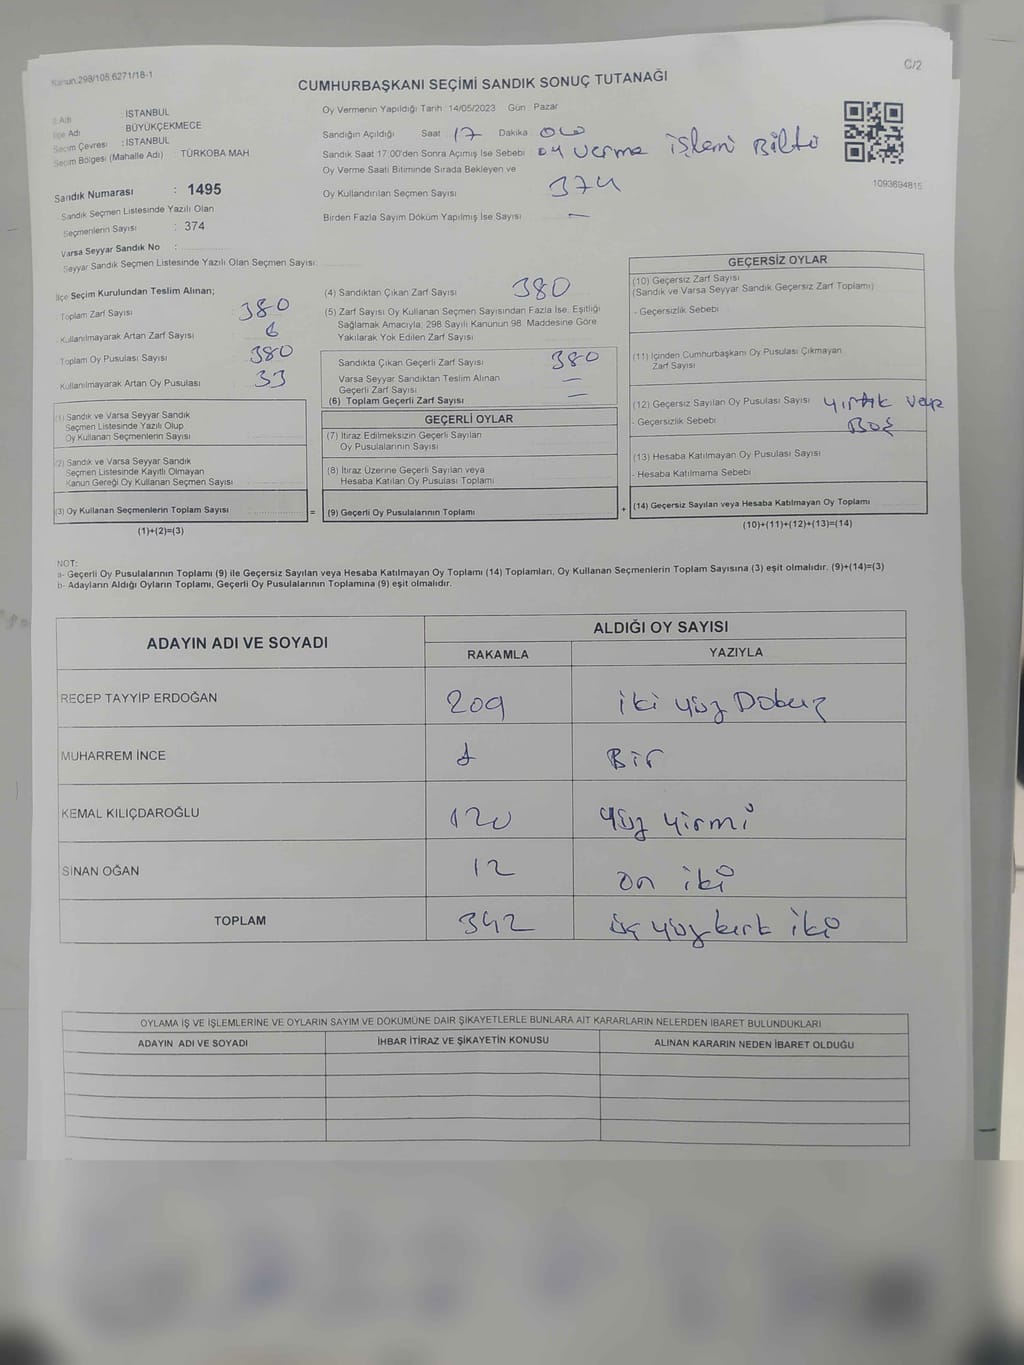 Kanun.298/105.6271/18-1
C/2
CUMHURBAŞKANI SEÇİMİ SANDIK SONUÇ TUTANAĞI
İl Adı : İSTANBUL
İlçe Adı BÜYÜKÇEKMECE
Seçim Çevresi : İSTANBUL
Seçim Bölgesi (Mahalle Adı) : TÜRKOBA MAH
Sandık Numarası : 1495
Sandık Seçmen Listesinde Yazılı Olan
Seçmenlerin Sayısı : 374
Varsa Seyyar Sandık No :
Seyyar Sandık Seçmen Listesinde Yazılı Olan Seçmen Sayısı:
Oy Vermenin Yapıldığı Tarih 14/05/2023 Gün : Pazar
Sandığın Açıldığı Saat 17 Dakika 00
Sandık Saat 17:00'den Sonra Açımış Ise Sebebi oy verme işlemi Bitti
Oy Verme Saati Bitiminde Sırada Bekleyen ve
Oy Kullandırılan Seçmen Sayısı 374
Birden Fazla Sayım Döküm Yapılmış İse Sayısı —
1093694815
İlçe Seçim Kurulundan Teslim Alınan;
Toplam Zarf Sayısı 380
Kullanılmayarak Artan Zarf Sayısı 6
Toplam Oy Pusulası Sayısı 380
Kullanılmayarak Artan Oy Pusulası 33
(1) Sandık ve Varsa Seyyar Sandık
Seçmen Listesinde Yazılı Olup
Oy Kullanan Seçmenlerin Sayısı
(2) Sandık ve Varsa Seyyar Sandık
Seçmen Listesinde Kayıtlı Olmayan
Kanun Gereği Oy Kullanan Seçmen Sayısı
(3) Oy Kullanan Seçmenlerin Toplam Sayısı
(1)+(2)=(3)
(4) Sandıktan Çıkan Zarf Sayısı 380
(5) Zarf Sayısı Oy Kullanan Seçmen Sayısından Fazla İse, Eşitliği
Sağlamak Amacıyla, 298 Sayılı Kanunun 98. Maddesine Göre
Yakılarak Yok Edilen Zarf Sayısı
Sandıkta Çıkan Geçerli Zarf Sayısı 380
Varsa Seyyar Sandıktan Teslim Alınan
Geçerli Zarf Sayısı —
(6) Toplam Geçerli Zarf Sayısı —
GEÇERLİ OYLAR
(7) İtiraz Edilmeksizin Geçerli Sayılan
Oy Pusulalarının Sayısı
(8) İtiraz Üzerine Geçerli Sayılan veya
Hesaba Katılan Oy Pusulası Toplamı
= (9) Geçerli Oy Pusulalarının Toplamı
GEÇERSİZ OYLAR
(10) Geçersiz Zarf Sayısı
(Sandık ve Varsa Seyyar Sandık Geçersiz Zarf Toplamı)
- Geçersizlik Sebebi
(11) İçinden Cumhurbaşkanı Oy Pusulası Çıkmayan
Zarf Sayısı
(12) Geçersiz Sayılan Oy Pusulası Sayısı yırtık veya
- Geçersizlik Sebebi Boş
(13) Hesaba Katılmayan Oy Pusulası Sayısı
- Hesaba Katılmama Sebebi
+ (14) Geçersiz Sayılan veya Hesaba Katılmayan Oy Toplamı
(10)+(11)+(12)+(13)=(14)
NOT:
a- Geçerli Oy Pusulalarının Toplamı (9) ile Geçersiz Sayılan veya Hesaba Katılmayan Oy Toplamı (14) Toplamları, Oy Kullanan Seçmenlerin Toplam Sayısına (3) eşit olmalıdır. (9)+(14)=(3)
b- Adayların Aldığı Oyların Toplamı, Geçerli Oy Pusulalarının Toplamına (9) eşit olmalıdır.
ADAYIN ADI VE SOYADI ALDIĞI OY SAYISI
RAKAMLA YAZIYLA
RECEP TAYYİP ERDOĞAN 209 iki yüz Dokuz
MUHARREM İNCE 1 Bir
KEMAL KILIÇDAROĞLU 120 yüz yirmi
SİNAN OĞAN 12 on iki
TOPLAM 342 üç yüz kırk iki
OYLAMA İŞ VE İŞLEMLERİNE VE OYLARIN SAYIM VE DÖKÜMÜNE DAİR ŞİKAYETLERLE BUNLARA AİT KARARLARIN NELERDEN İBARET BULUNDUKLARI
ADAYIN ADI VE SOYADI İHBAR İTİRAZ VE ŞİKAYETİN KONUSU ALINAN KARARIN NEDEN İBARET OLDUĞU